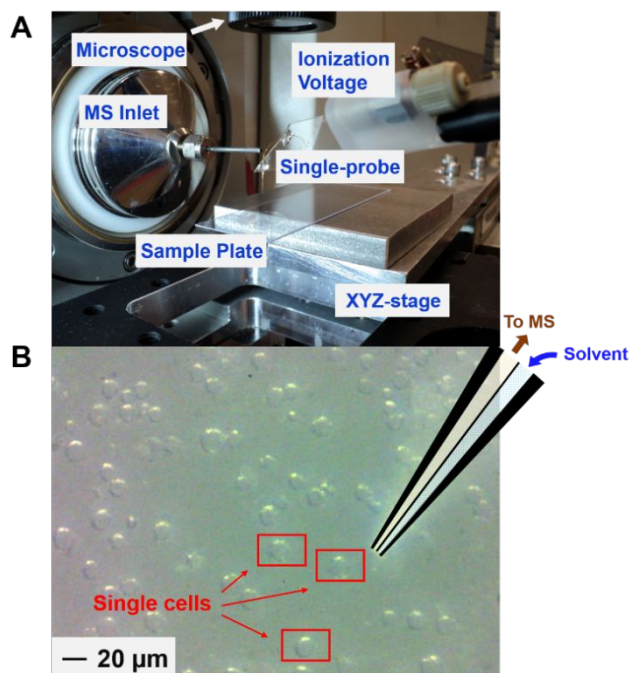 A
Microscope
Ionization
Voltage
MS Inlet
Single-probe
Sample Plate
XYZ-stage
To MS
B
Solvent
Single cells
20 µm